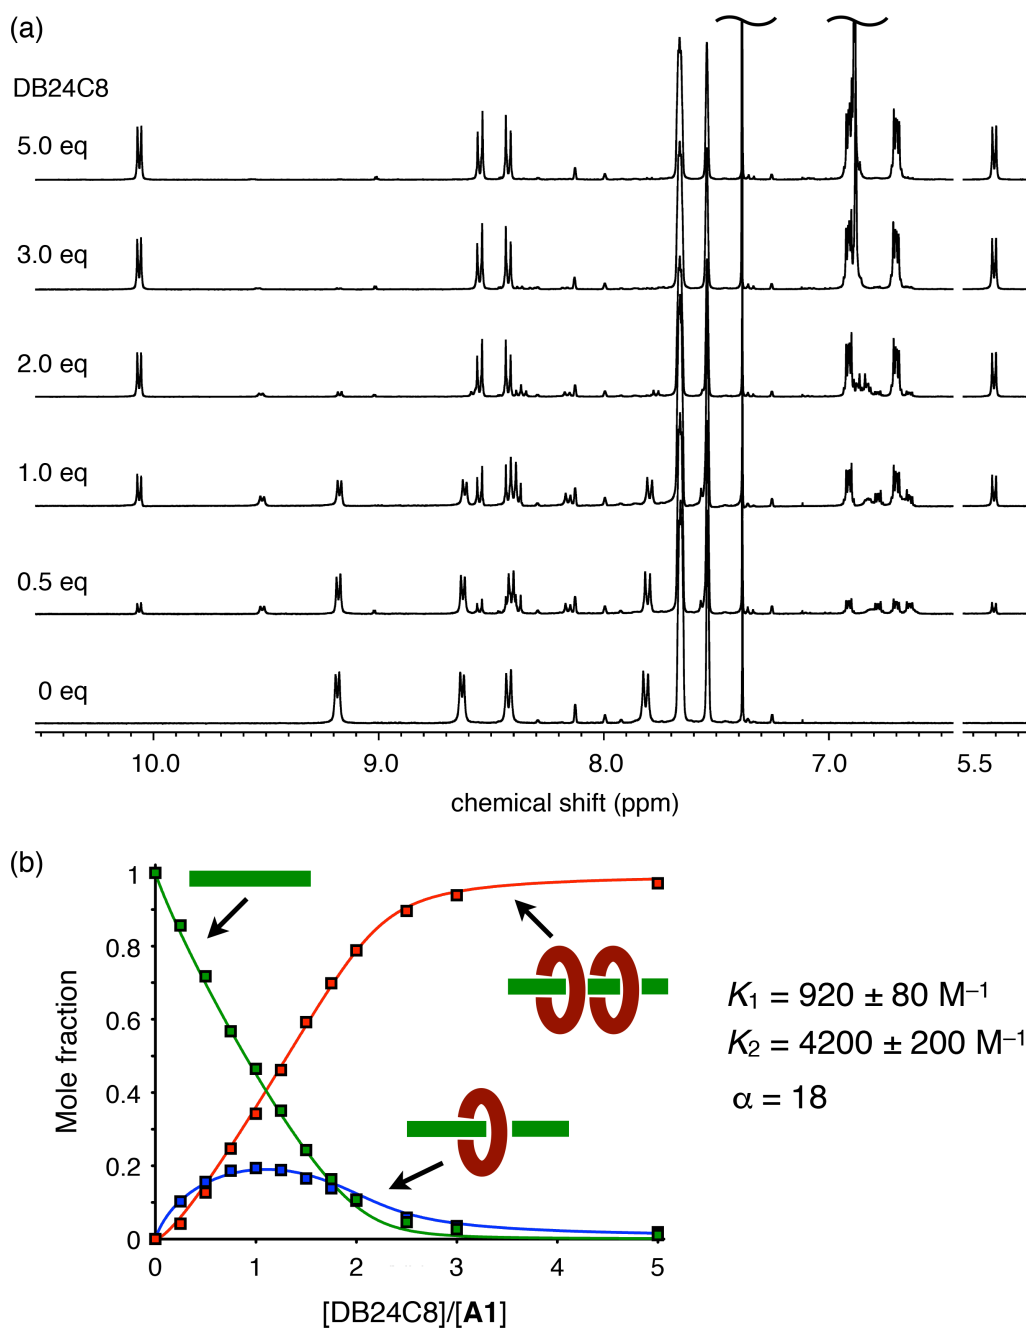 (a)
DB24C8
5.0 eq
3.0 eq
2.0 eq
1.0 eq
0.5 eq
0 eq
10.0 9.0 8.0 7.0 5.5
chemical shift (ppm)
(b)
1
0.8
0.6
0.4
0.2
0
Mole fraction
0 1 2 3 4 5
[DB24C8]/[A1]
K1 = 920 ± 80 M–1
K2 = 4200 ± 200 M–1
α = 18